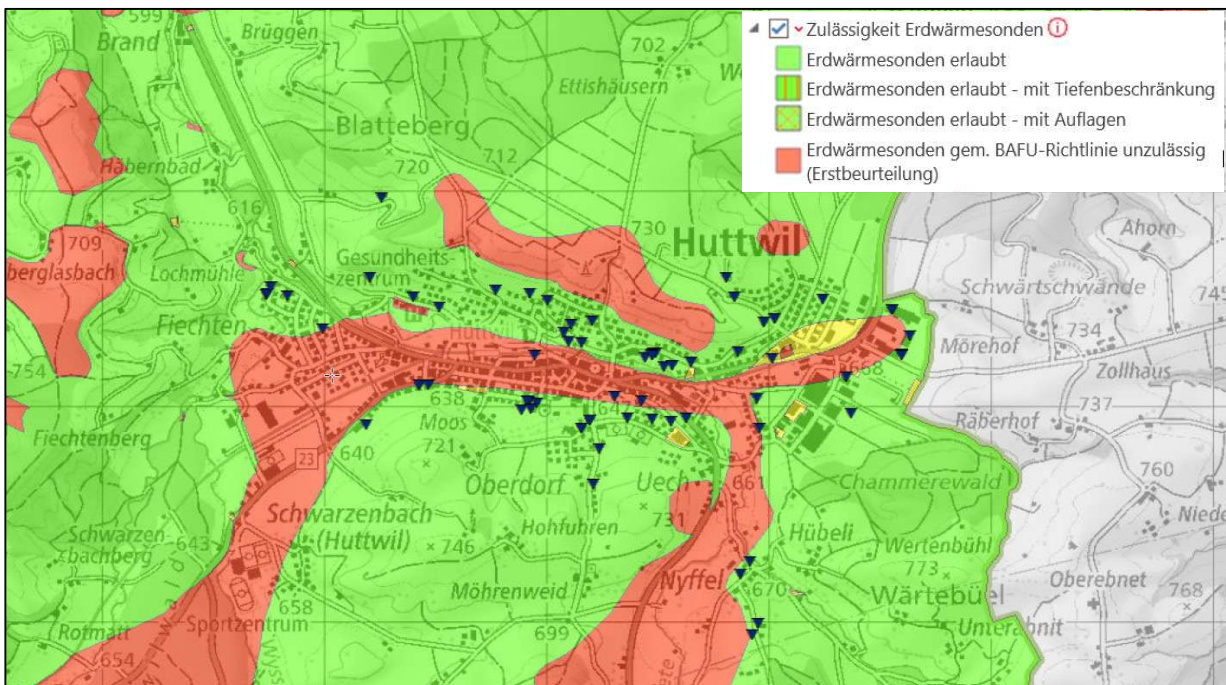 Zulässigkeit Erdwärmesonden
Erdwärmesonden erlaubt
Erdwärmesonden erlaubt - mit Tiefenbeschränkung
Erdwärmesonden erlaubt - mit Auflagen
Erdwärmesonden gem. BAFU-Richtlinie unzulässig
(Erstbeurteilung)
599
Brand
Brüggen
702
Ettishäusern
Blatteberg
720
712
Häbernbad
616
709
berglasbach
Lochmühle
Gesundheits-
zentrum
730
Huttwil
Ahorn
Schwärtschwände
745
734
Mörehof
Zollhaus
Fiechten
Huttwil
754
638
Moos
721
737
Räberhof
Fiechtenberg
23
640
Oberdorf
Uech
731
661
Chammerewald
760
Schwarzenbach
(Huttwil)
746
Hohfuhren
Hübeli
Wertenbühl
773
Schwarzen-
bachberg
643
Möhrenweid
Nyffel
670
Wärtebüel
Oberebnet
768
658
Sportzentrum
699
Rotmatt
654